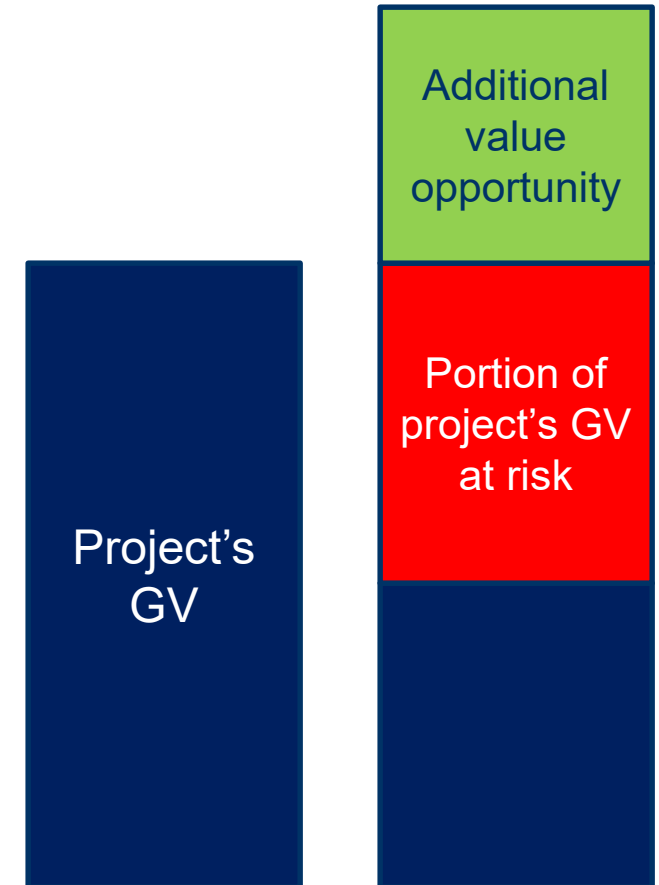 Additional
value
opportunity
Portion of
project’s GV
at risk
Project’s
GV